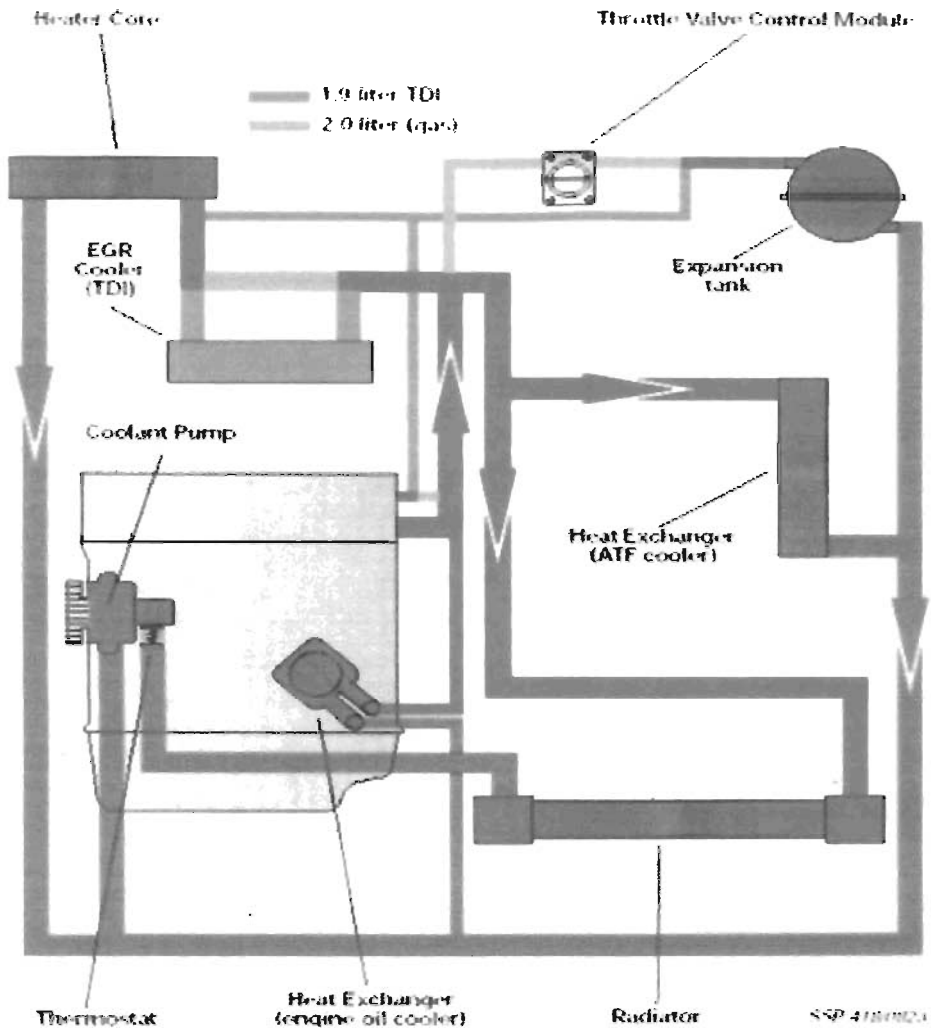 Heater Core
Throttle Valve Control Module
1.9 liter TDI
2.0 liter (gas)
EGR
Cooler
(TDI)
Expansion
tank
Coolant Pump
Heat Exchanger
(ATF cooler)
Thermostat
Heat Exchanger
(engine oil cooler)
Radiator
SSP